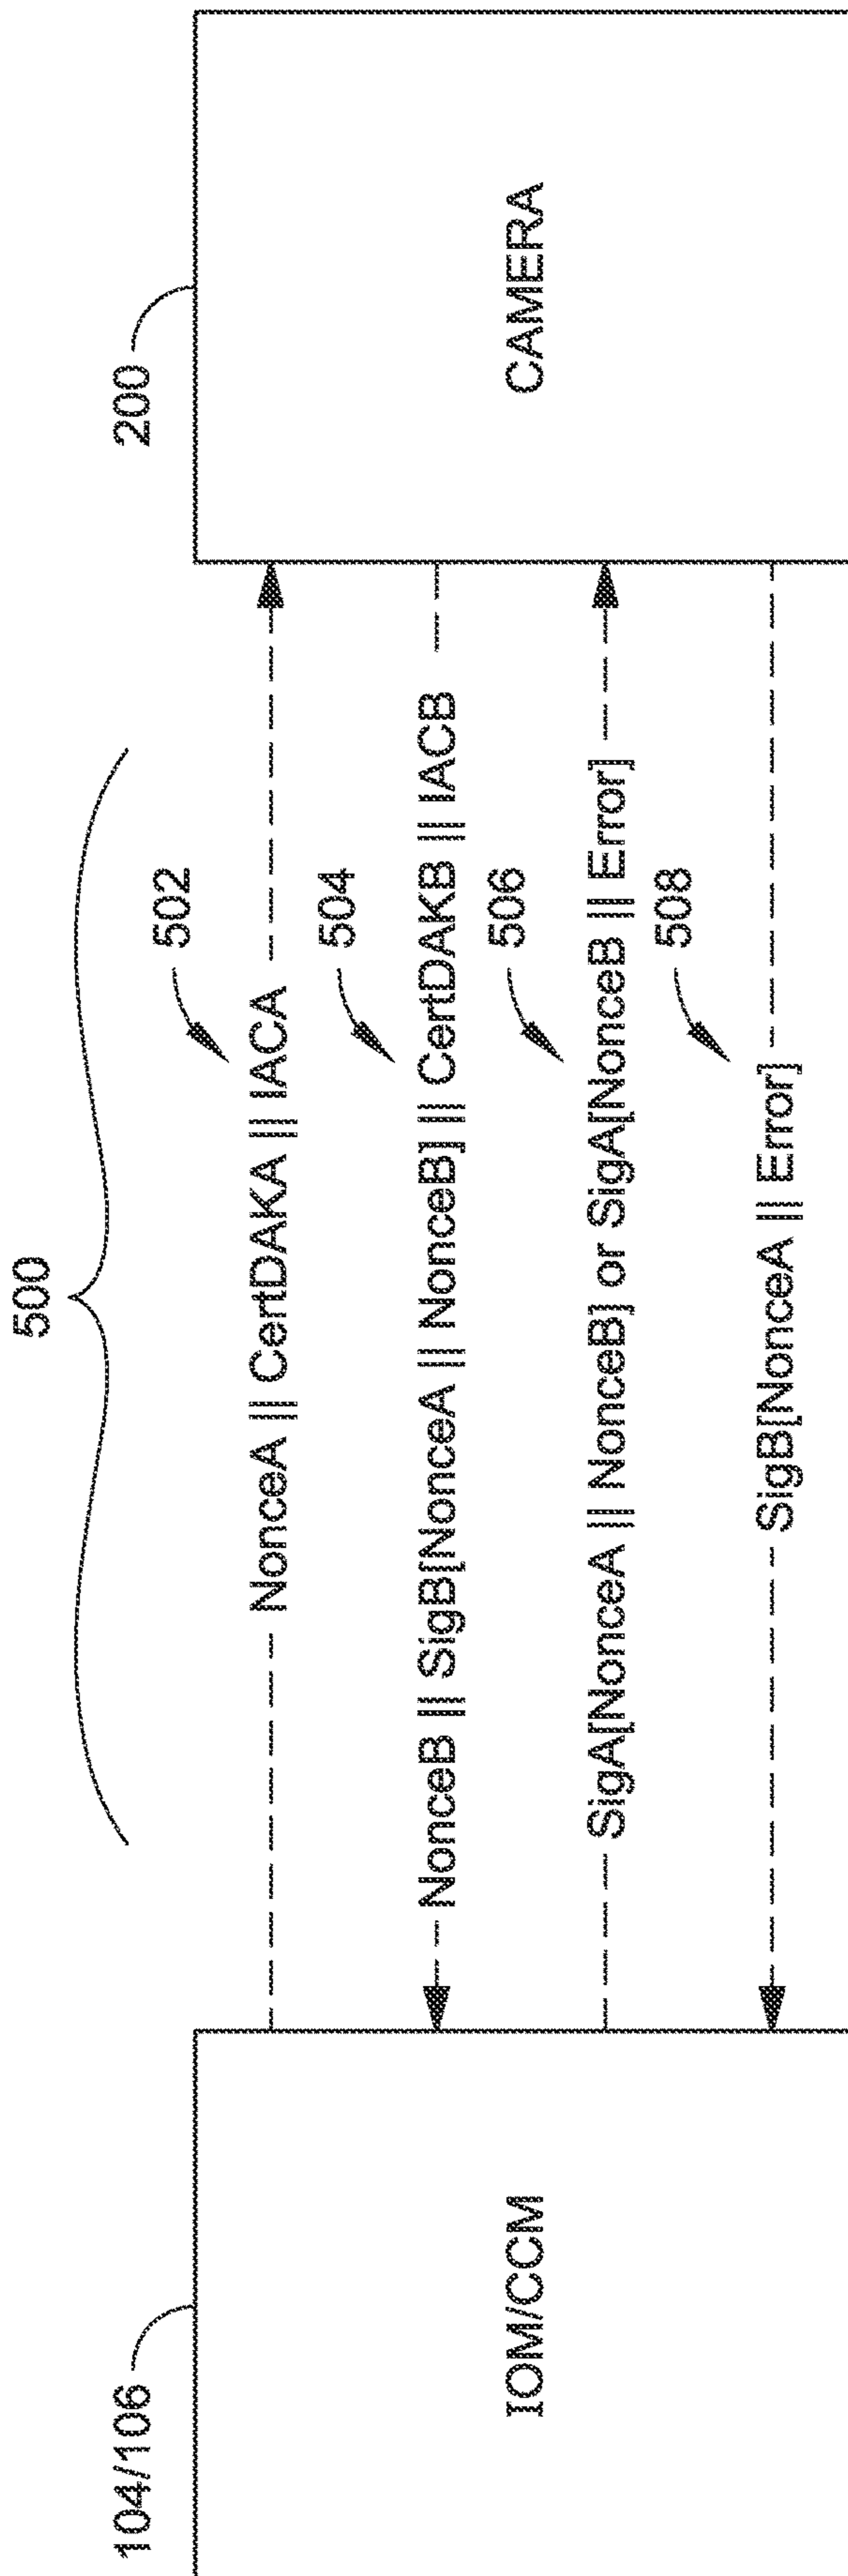 500
104/106
200
IOM/CCM
CAMERA
502
NonceA || CertDAKA || IACA
504
NonceB || SigB[NonceA || NonceB] || CertDAKB || IACB
506
SigA[NonceA || NonceB] or SigA[NonceB || Error]
508
SigB[NonceA || Error]